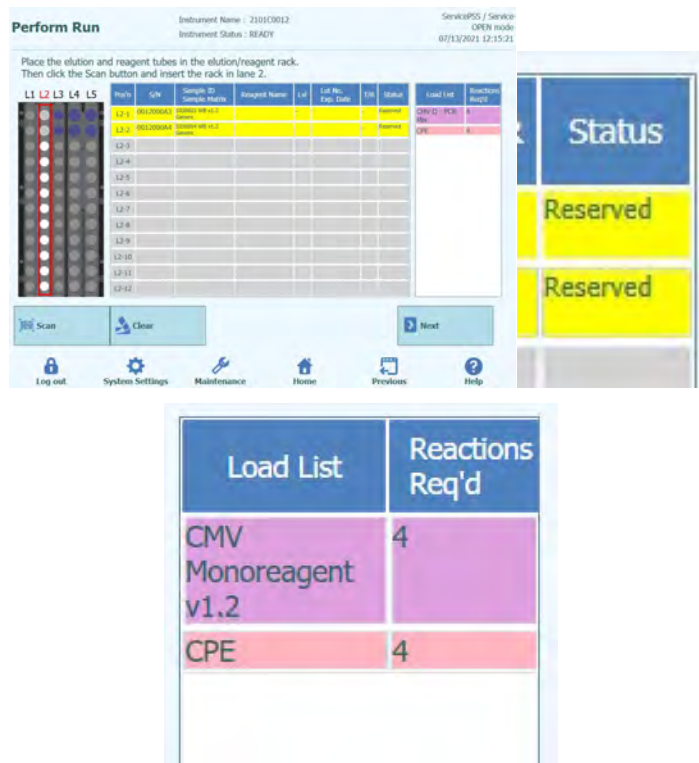 Perform Run
Instrument Name : 2101C0012
Instrument Status : READY
ServicePSS / Service
OPEN mode
07/13/2021 12:15:21
Place the elution and reagent tubes in the elution/reagent rack.
Then click the Scan button and insert the rack in lane 2.
L1 L2 L3 L4 L5
Pos'n S/N Sample ID Sample Matrix Reagent Name Lvl Lot No. Exp. Date Status
L2-1 0012000A3 Reserved
L2-2 0012000A4 Reserved
L2-3
L2-4
L2-5
L2-6
L2-7
L2-8
L2-9
L2-10
L2-11
L2-12
Load List Reactions Req'd
4
CPE 4
Scan
Clear
Next
Log out
System Settings
Maintenance
Home
Previous
Help
Status
Reserved
Reserved
Load List
Reactions
Req'd
CMV
Monoreagent
v1.2
4
CPE
4